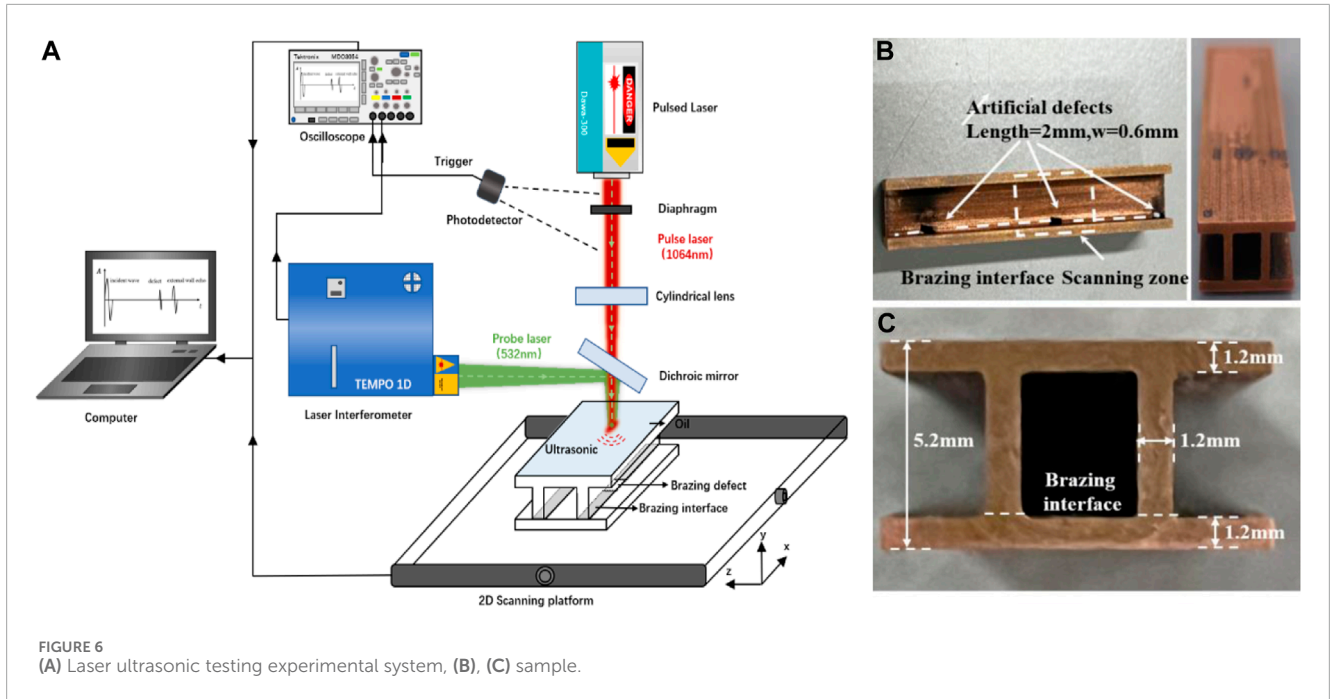 A
Tektronix MDO3054
Oscilloscope
Trigger
Photodetector
Dawa-300
DANGER
Pulsed Laser
Diaphragm
Pulse laser
(1064nm)
Cylindrical lens
A
incident wave defect external wall echo
t
Computer
TEMPO 1D
Laser Interferometer
Probe laser
(532nm)
Dichroic mirror
Oil
Ultrasonic
Brazing defect
Brazing interface
y
x
z
2D Scanning platform
B
Artificial defects
Length=2mm,w=0.6mm
Brazing interface Scanning zone
C
1.2mm
5.2mm
1.2mm
Brazing
interface
1.2mm
FIGURE 6
(A) Laser ultrasonic testing experimental system, (B), (C) sample.